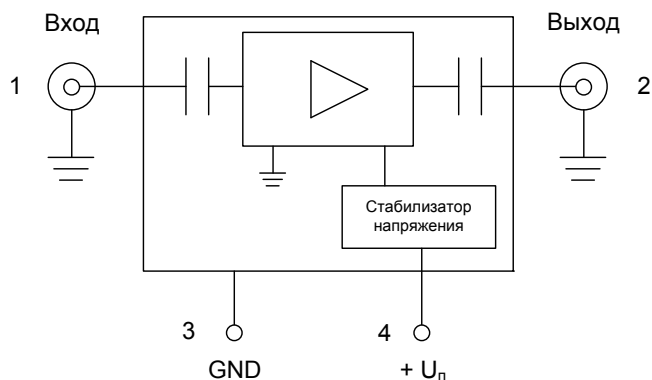 Вход
Выход
1
2
Стабилизатор
напряжения
3
4
GND
+ Uп